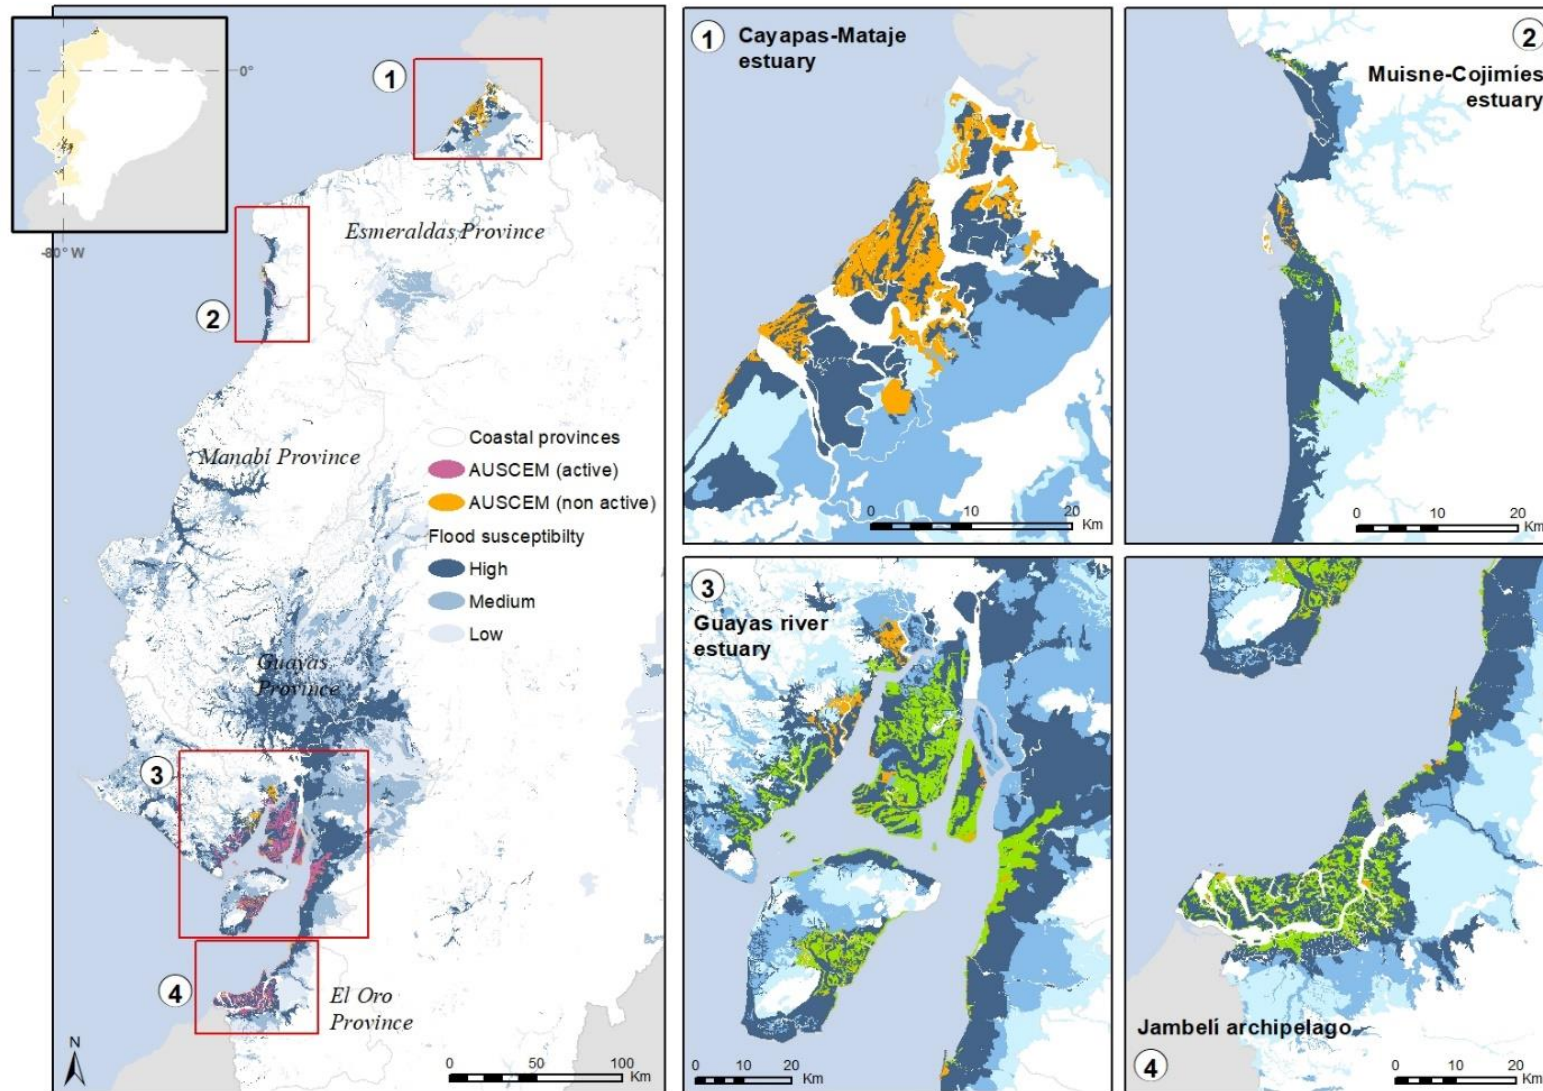 0°
-80° W
1
2
3
4
Esmeraldas Province
Manabí Province
Guayas
Province
El Oro
Province
Coastal provinces
AUSCEM (active)
AUSCEM (non active)
Flood susceptibilty
High
Medium
Low
N
0 50 100
Km
1
Cayapas-Mataje
estuary
0 10 20
Km
2
Muisne-Cojimíes
estuary
0 10 20
Km
3
Guayas river
estuary
0 10 20
Km
Jambelí archipelago
4
0 10 20
Km